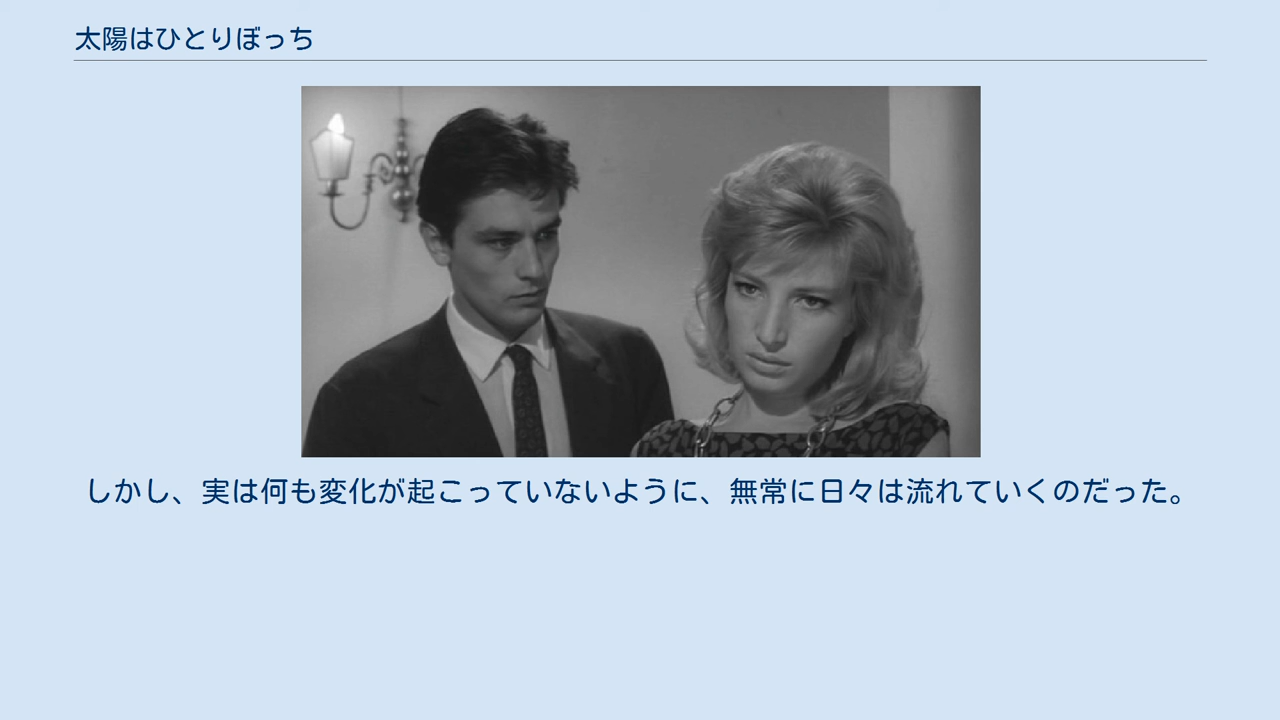 太陽はひとりぼっち
しかし、実は何も変化が起こっていないように、無常に日々は流れていくのだった。